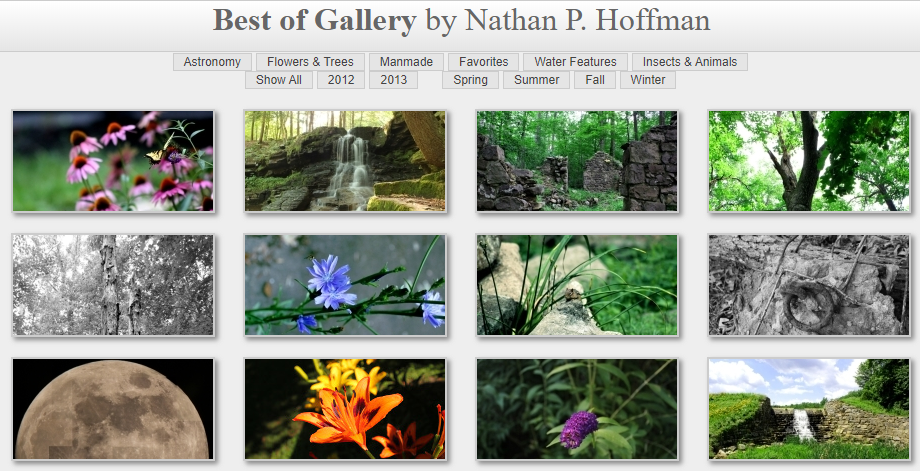 Best of Gallery by Nathan P. Hoffman
Astronomy Flowers & Trees Manmade Favorites Water Features Insects & Animals
Show All 2012 2013 Spring Summer Fall Winter